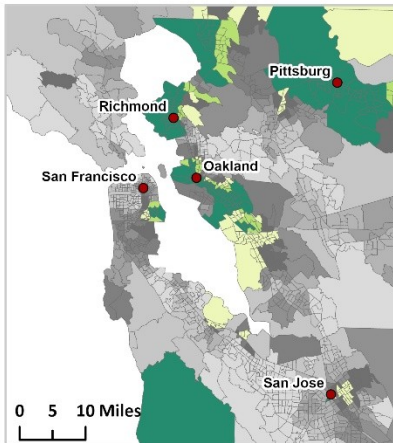 Pittsburg
Richmond
Oakland
San Francisco
San Jose
0 5 10 Miles